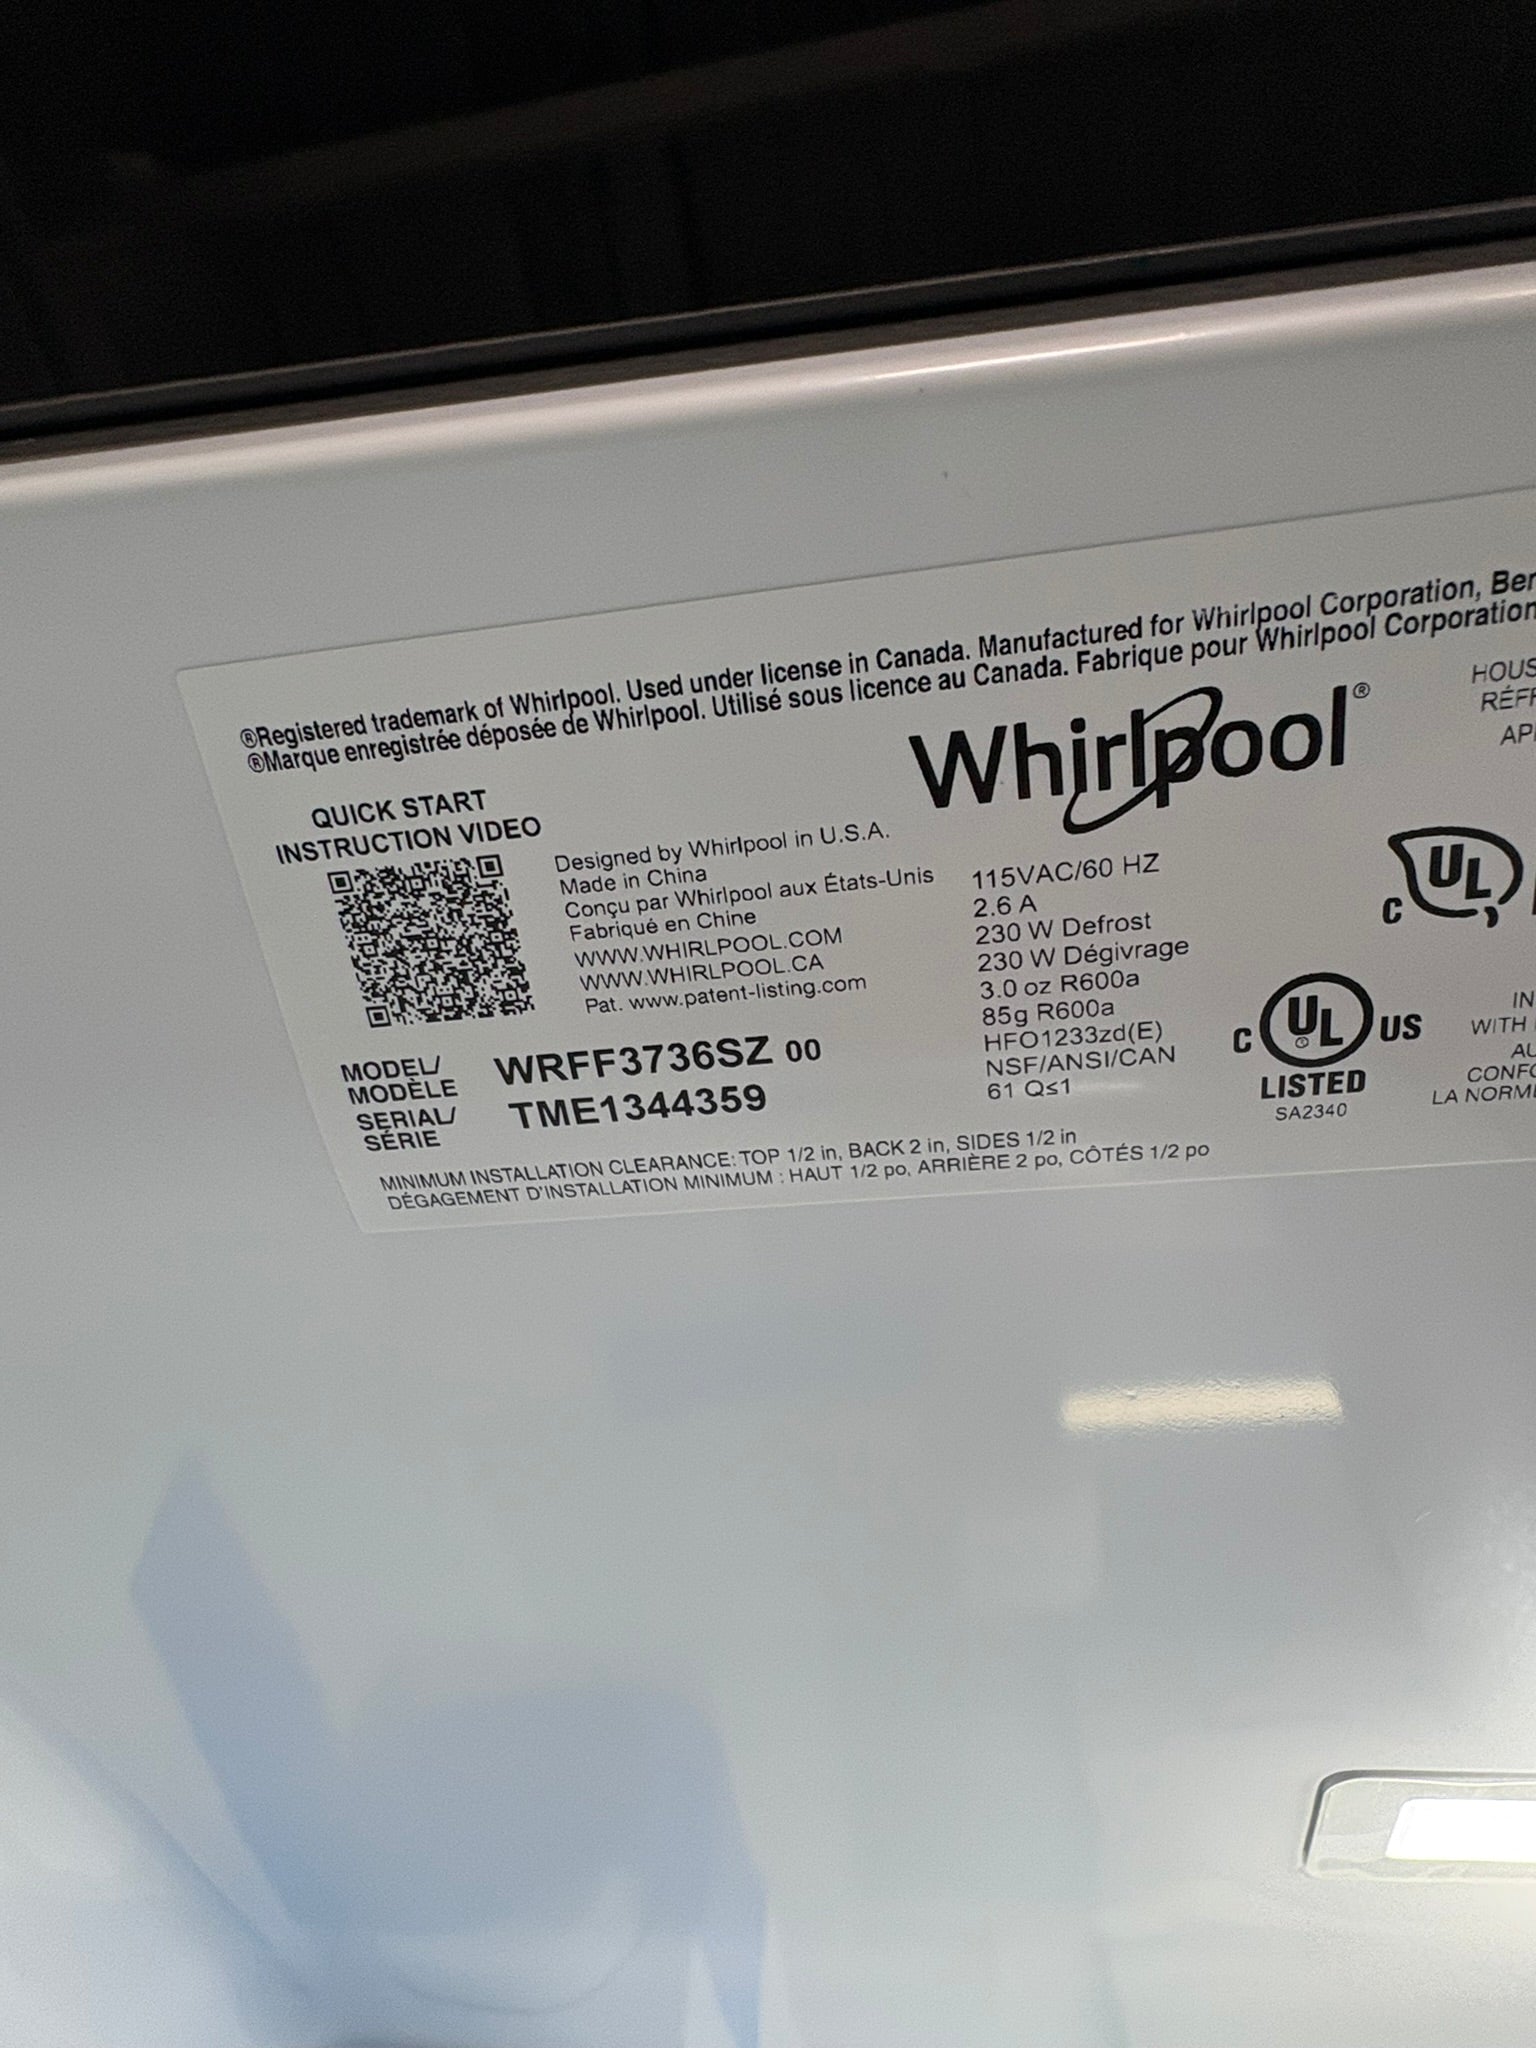 ®Registered trademark of Whirlpool. Used under license in Canada. Manufactured for Whirlpool Corporation,
®Marque enregistrée déposée de Whirlpool. Utilisé sous licence au Canada. Fabrique pour Whirlpool Corporation
Whirlpool®
QUICK START
INSTRUCTION VIDEO
Designed by Whirlpool in U.S.A.
Made in China
Conçu par Whirlpool aux États-Unis
Fabriqué en Chine
WWW.WHIRLPOOL.COM
WWW.WHIRLPOOL.CA
Pat. www.patent-listing.com
115VAC/60 HZ
2.6 A
230 W Defrost
230 W Dégivrage
3.0 oz R600a
85g R600a
HFO1233zd(E)
NSF/ANSI/CAN
61 Q≤1
C UL
C UL US
LISTED
SA2340
WITH
LA
MODEL/
MODÈLE
WRFF3736SZ 00
SERIAL/
SÉRIE
TME1344359
MINIMUM INSTALLATION CLEARANCE: TOP 1/2 in, BACK 2 in, SIDES 1/2 in
DÉGAGEMENT D'INSTALLATION MINIMUM : HAUT 1/2 po, ARRIÈRE 2 po, CÔTÉS 1/2 po